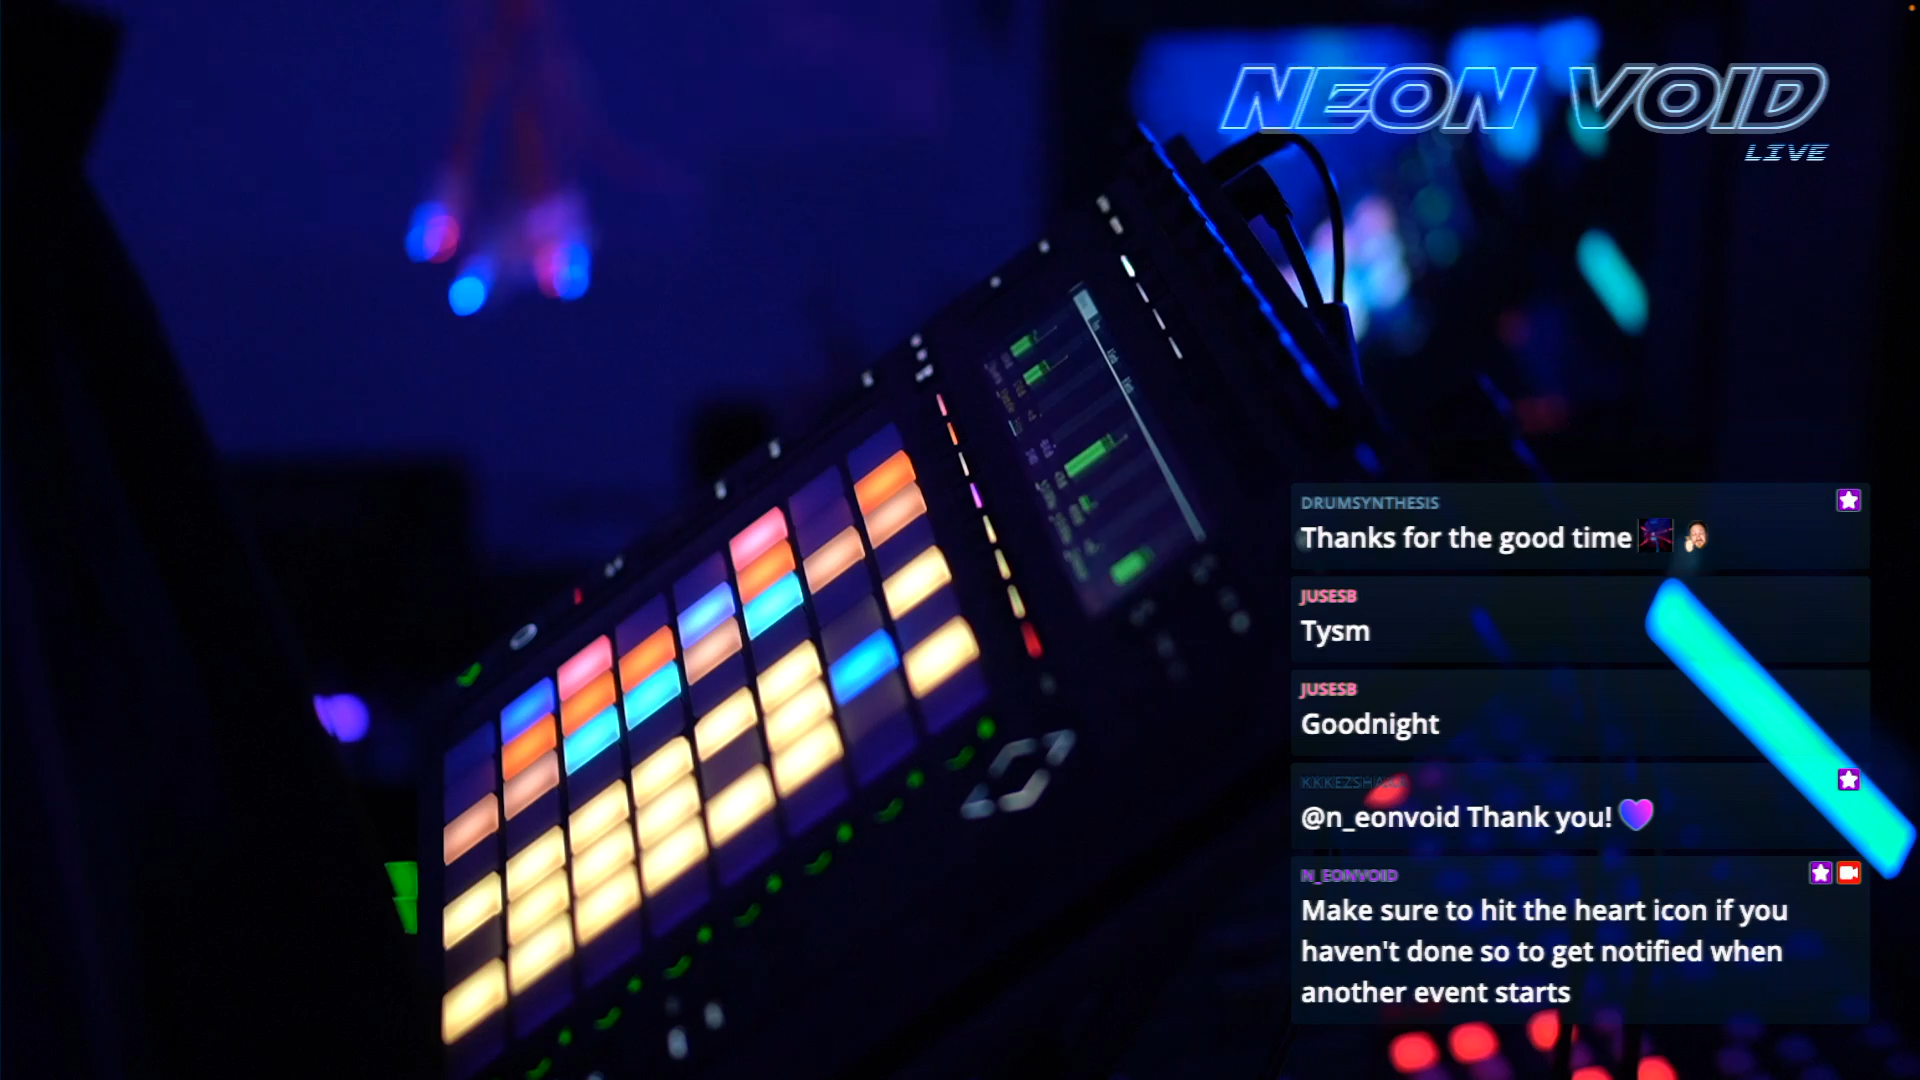 NEON VOID
LIVE
DRUMSYNTHESIS
Thanks for the good time
JUSESB
Tysm
JUSESB
Goodnight
@n_eonvoid Thank you!
N_EONVOID
Make sure to hit the heart icon if you
haven't done so to get notified when
another event starts